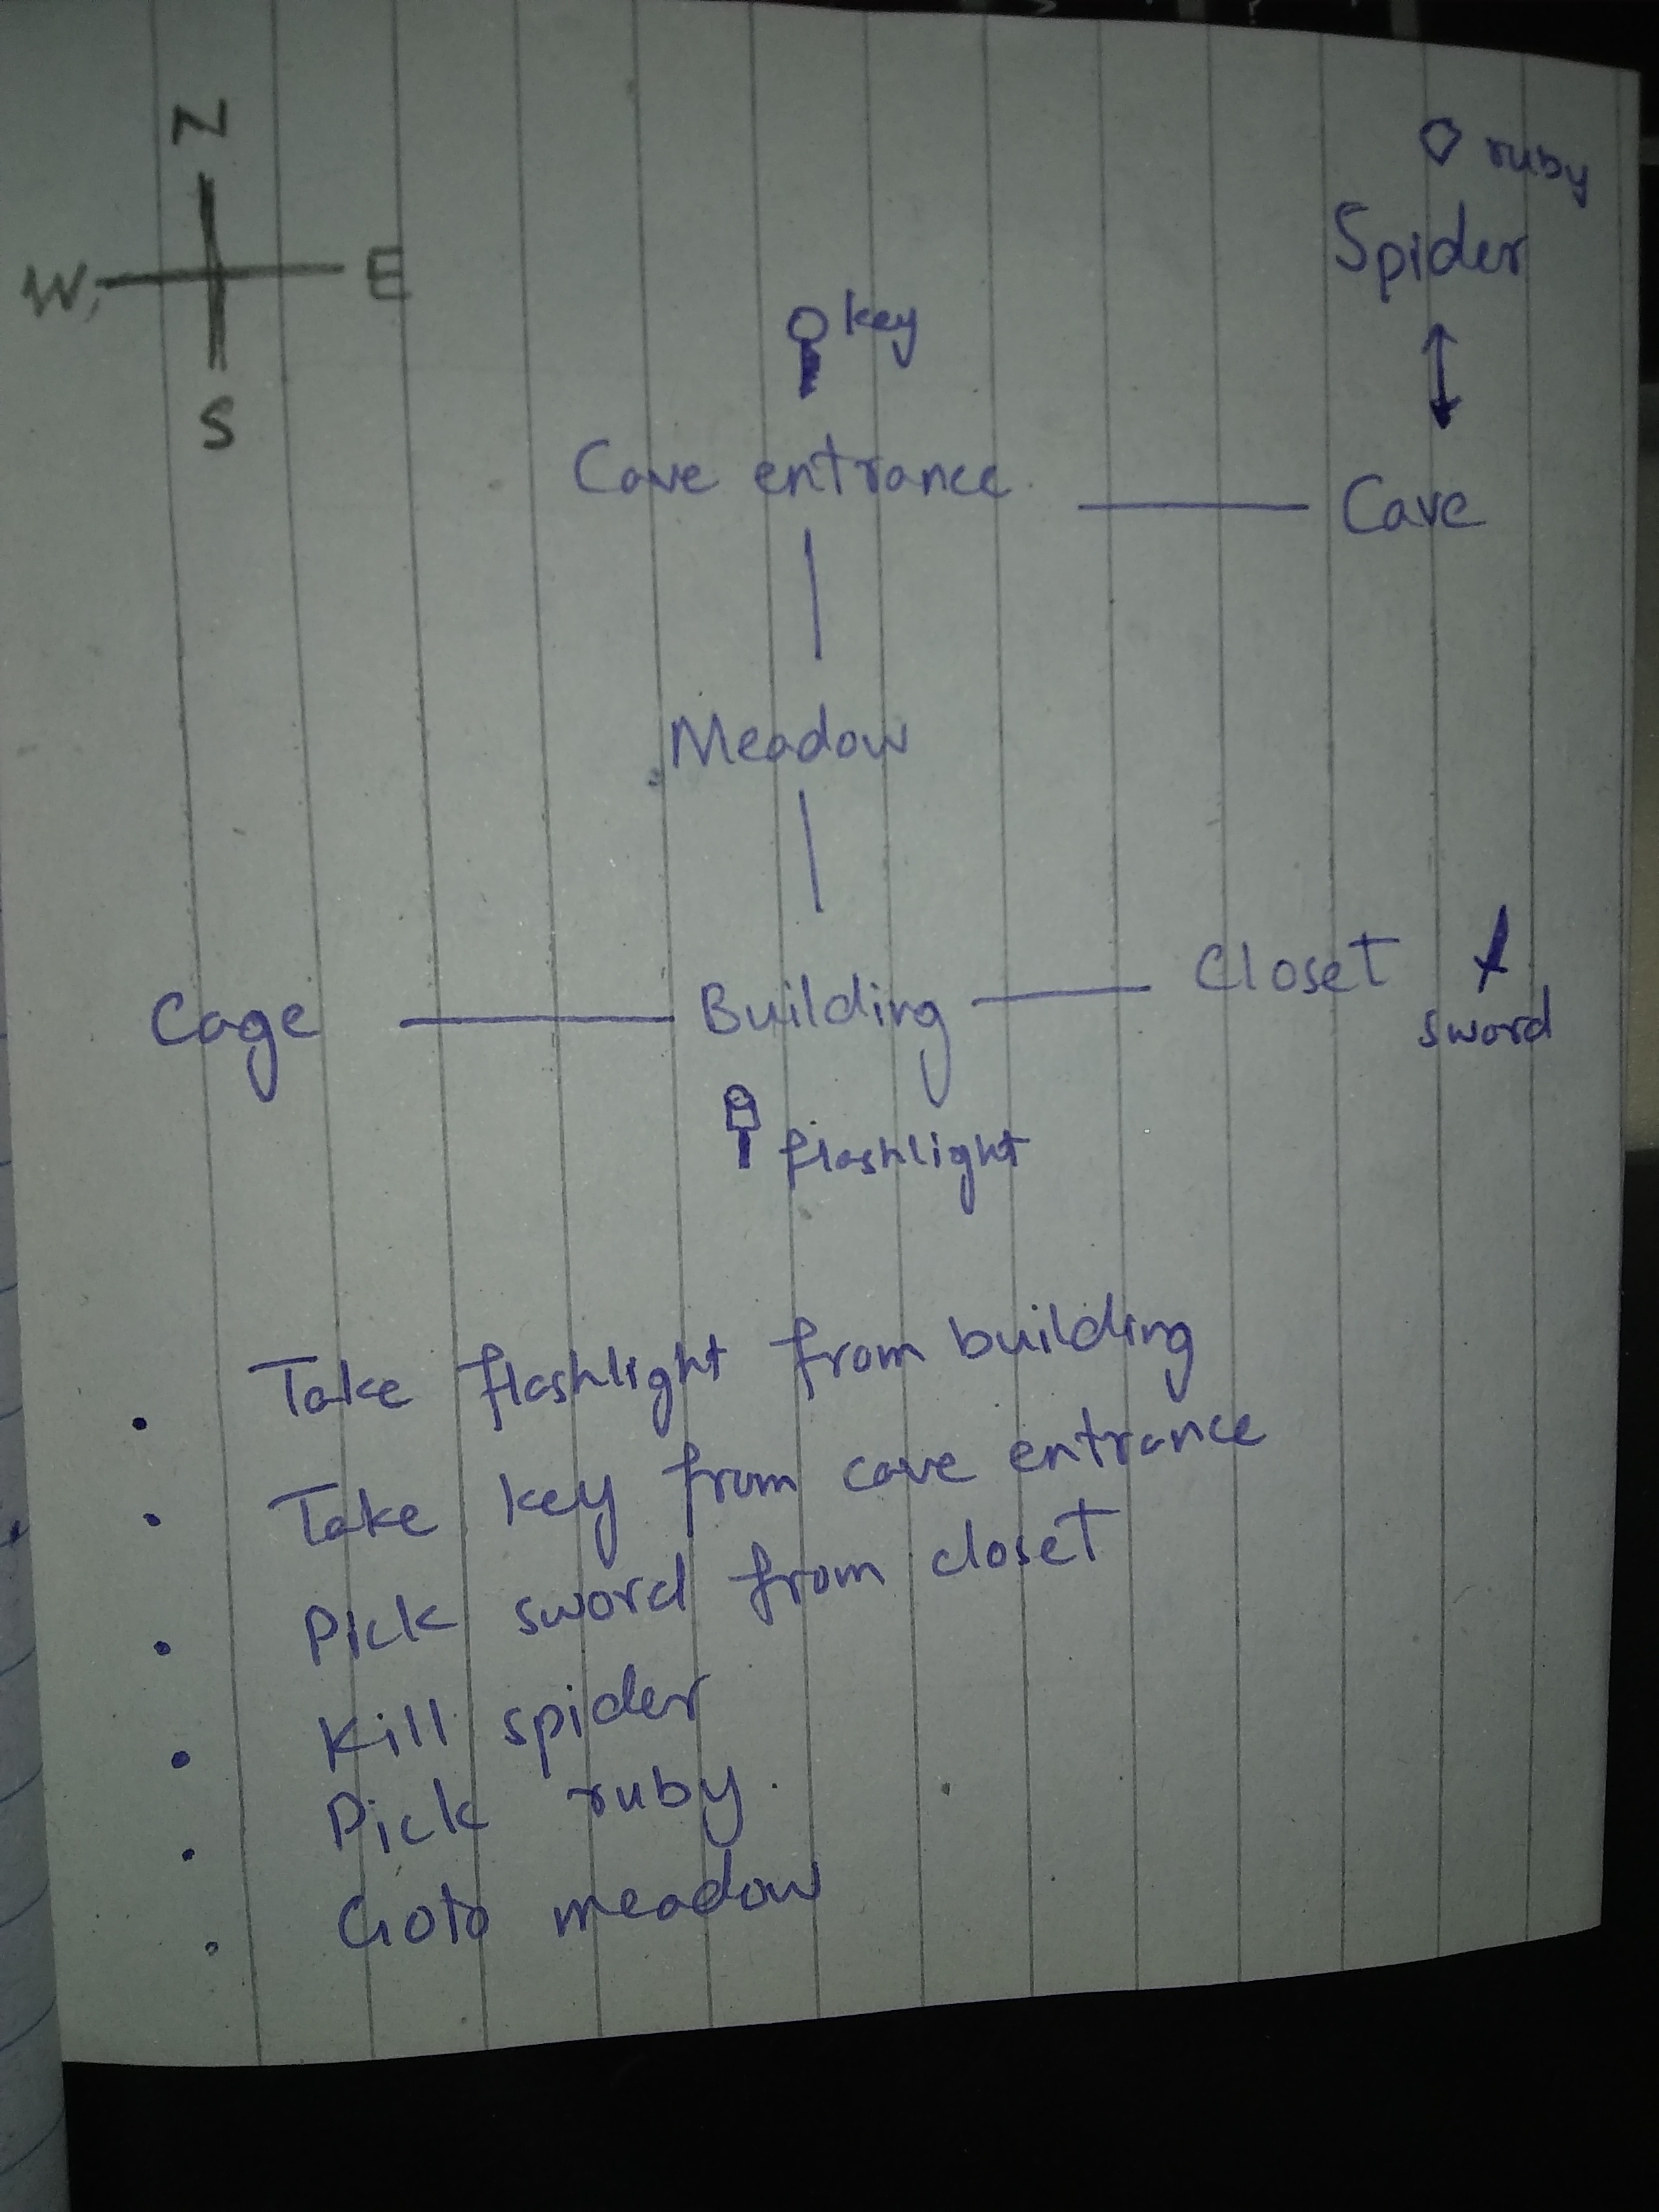 N
W E
S
ruby
Spider
key
Cave entrance
Cave
Meadow
Closet
Cage Building
sword
flashlight
• Take flashlight from building
• Take key from cave entrance
• Pick sword from closet
• Kill spider
• Pick ruby.
• Goto meadow